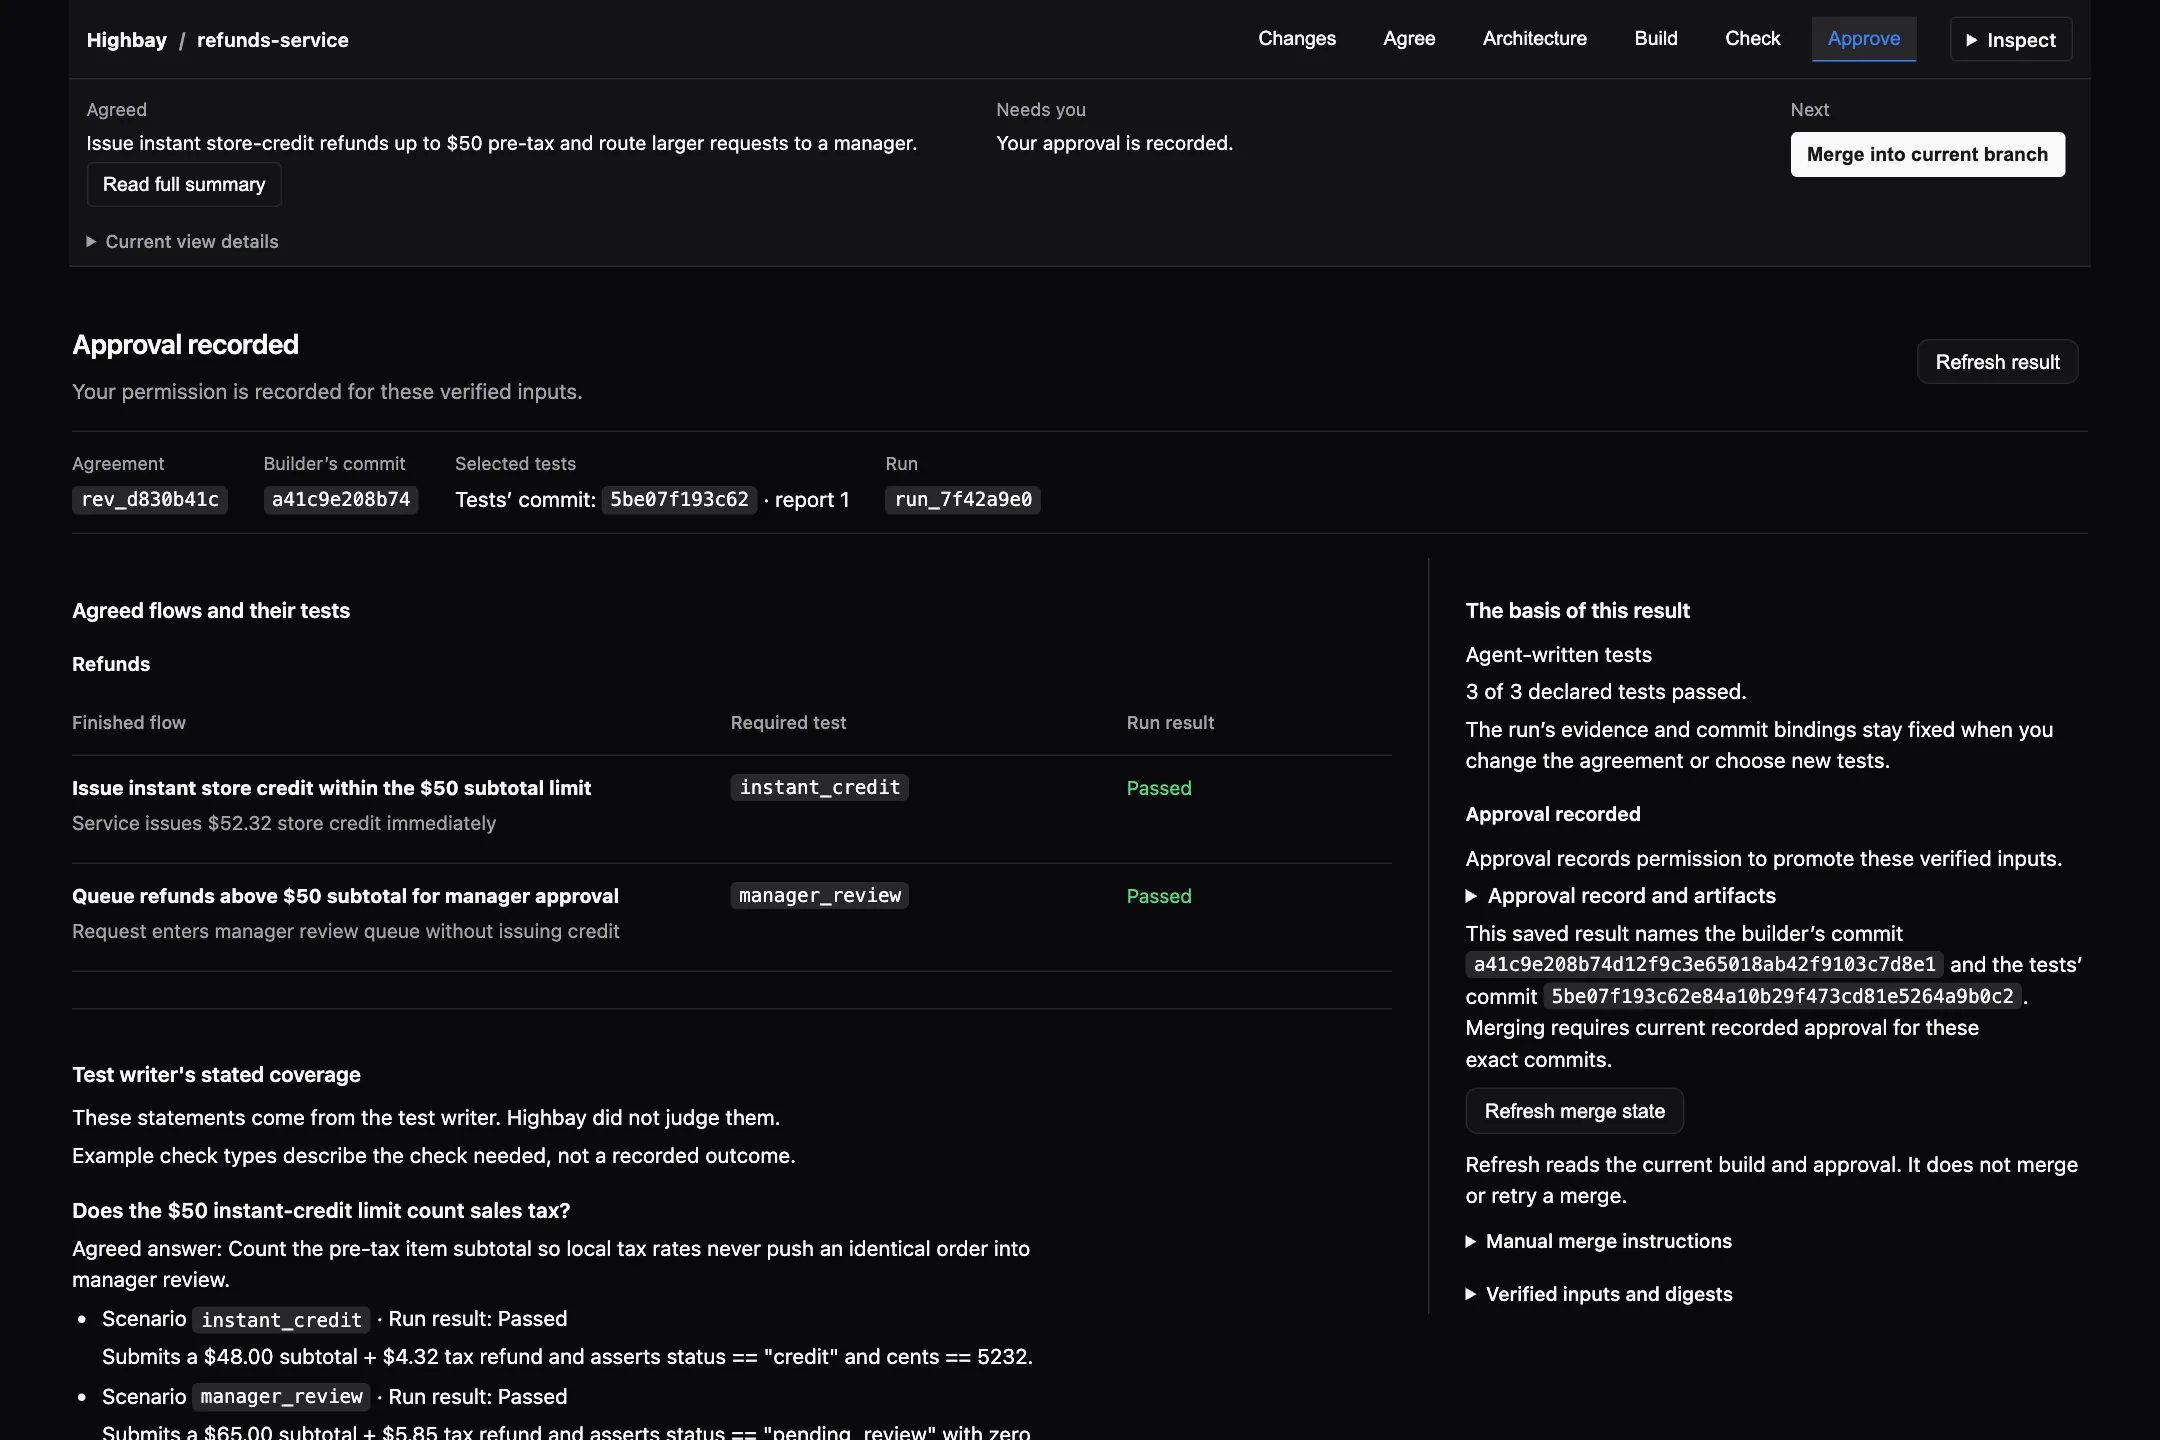 Highbay / refunds-service
Changes
Agree
Architecture
Build
Check
Approve
Inspect
Agreed
Issue instant store-credit refunds up to $50 pre-tax and route larger requests to a manager.
Read full summary
Current view details
Needs you
Your approval is recorded.
Next
Merge into current branch
Approval recorded
Your permission is recorded for these verified inputs.
Refresh result
Agreement
rev_d830b41c
Builder’s commit
a41c9e208b74
Selected tests
Tests’ commit: 5be07f193c62 · report 1
Run
run_7f42a9e0
Agreed flows and their tests
Refunds
Finished flow
Required test
Run result
Issue instant store credit within the $50 subtotal limit
Service issues $52.32 store credit immediately
instant_credit
Passed
Queue refunds above $50 subtotal for manager approval
Request enters manager review queue without issuing credit
manager_review
Passed
Test writer's stated coverage
These statements come from the test writer. Highbay did not judge them.
Example check types describe the check needed, not a recorded outcome.
Does the $50 instant-credit limit count sales tax?
Agreed answer: Count the pre-tax item subtotal so local tax rates never push an identical order into
manager review.
• Scenario instant_credit · Run result: Passed
Submits a $48.00 subtotal + $4.32 tax refund and asserts status == "credit" and cents == 5232.
• Scenario manager_review · Run result: Passed
Submits a $65.00 subtotal + $5.85 tax refund and asserts status == "pending_review" with zero
The basis of this result
Agent-written tests
3 of 3 declared tests passed.
The run’s evidence and commit bindings stay fixed when you
change the agreement or choose new tests.
Approval recorded
Approval records permission to promote these verified inputs.
Approval record and artifacts
This saved result names the builder’s commit
a41c9e208b74d12f9c3e65018ab42f9103c7d8e1 and the tests’
commit 5be07f193c62e84a10b29f473cd81e5264a9b0c2.
Merging requires current recorded approval for these
exact commits.
Refresh merge state
Refresh reads the current build and approval. It does not merge
or retry a merge.
Manual merge instructions
Verified inputs and digests